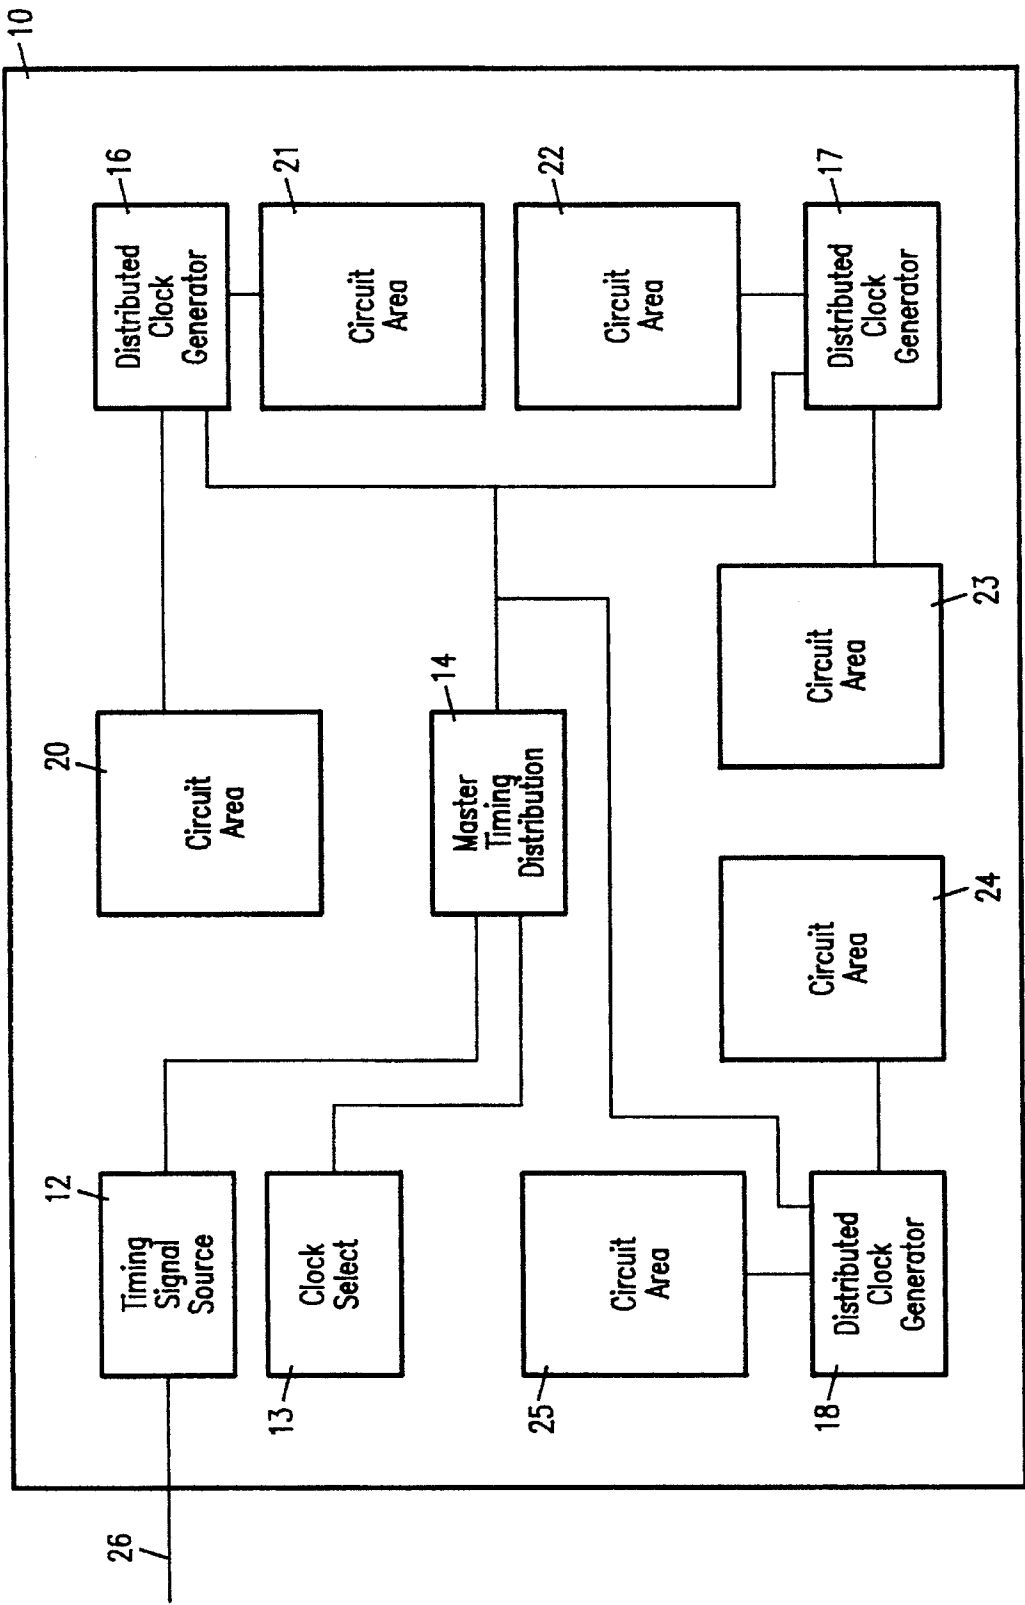 10
26
12
Timing
Signal
Source
20
Circuit
Area
16
Distributed
Clock
Generator
13
Clock
Select
14
Master
Timing
Distribution
21
Circuit
Area
25
Circuit
Area
22
Circuit
Area
18
Distributed
Clock
Generator
24
Circuit
Area
23
Circuit
Area
17
Distributed
Clock
Generator